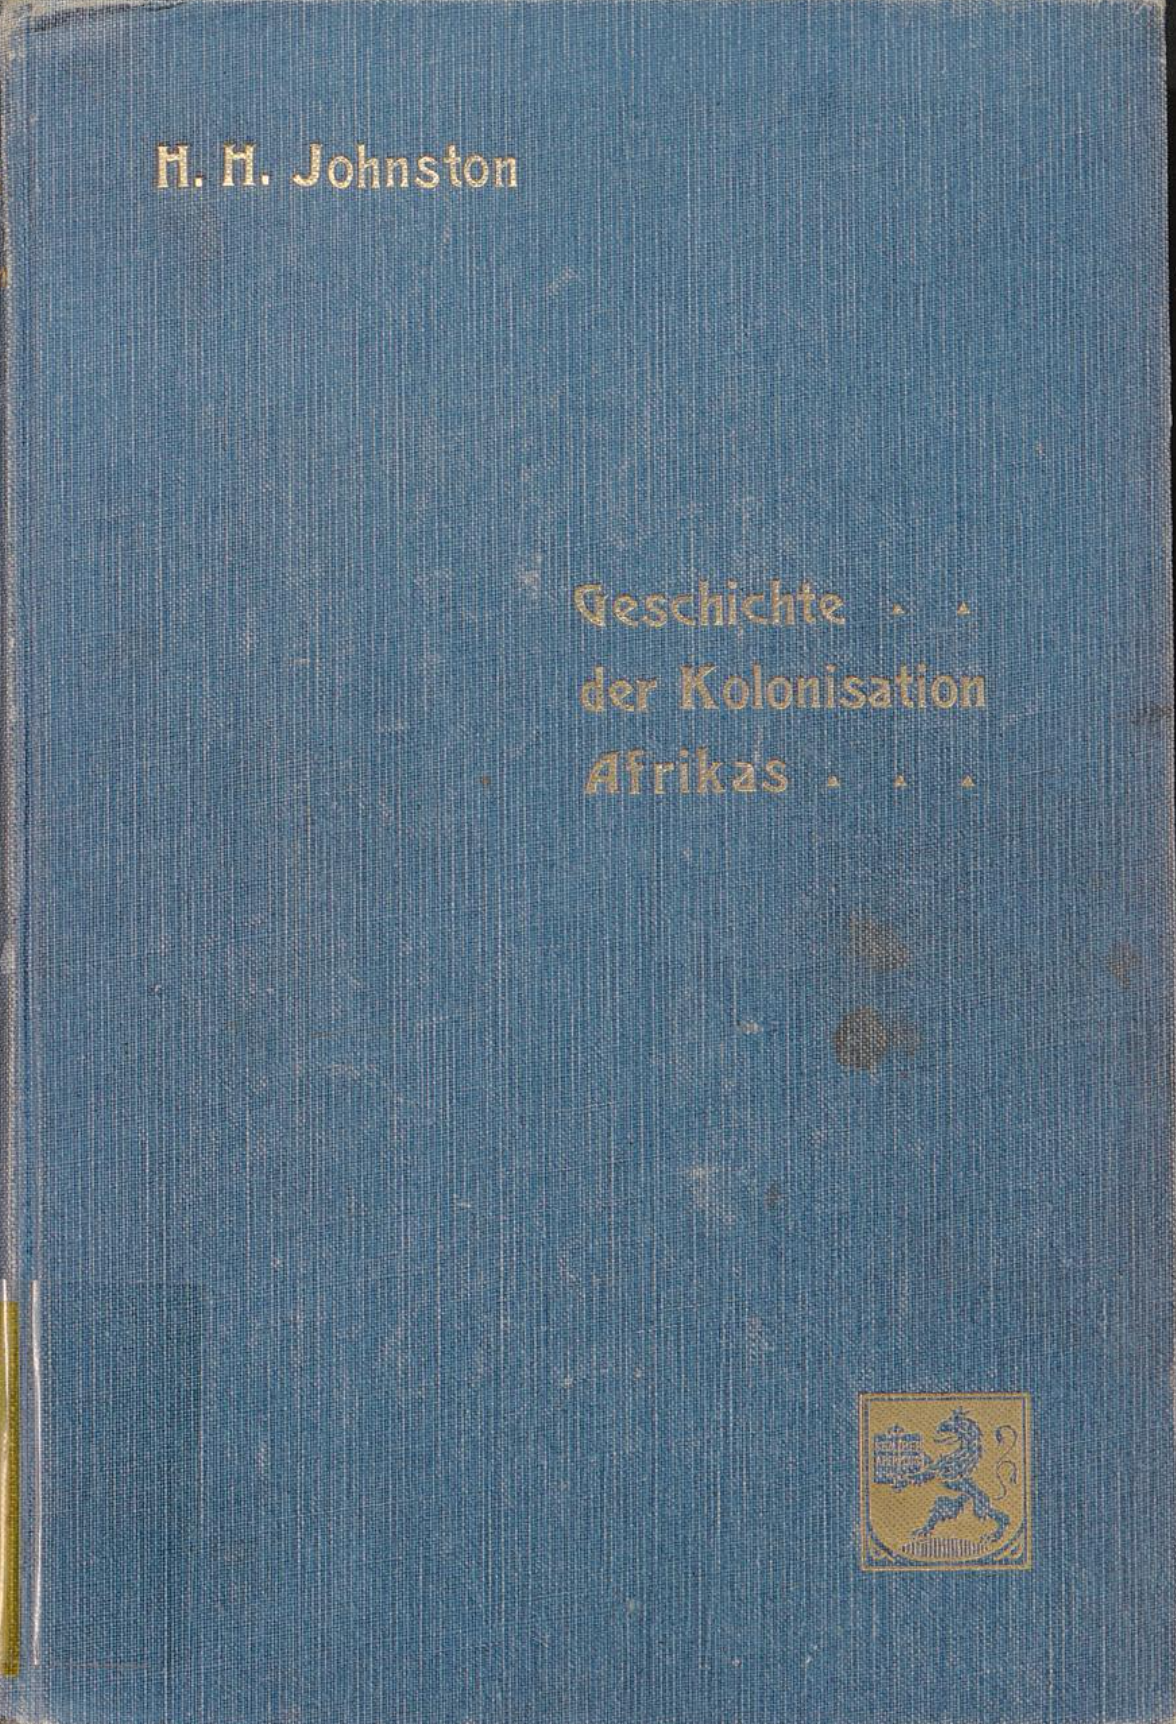 H. H. Johnston
Geschichte
der Kolonisation
Afrikas